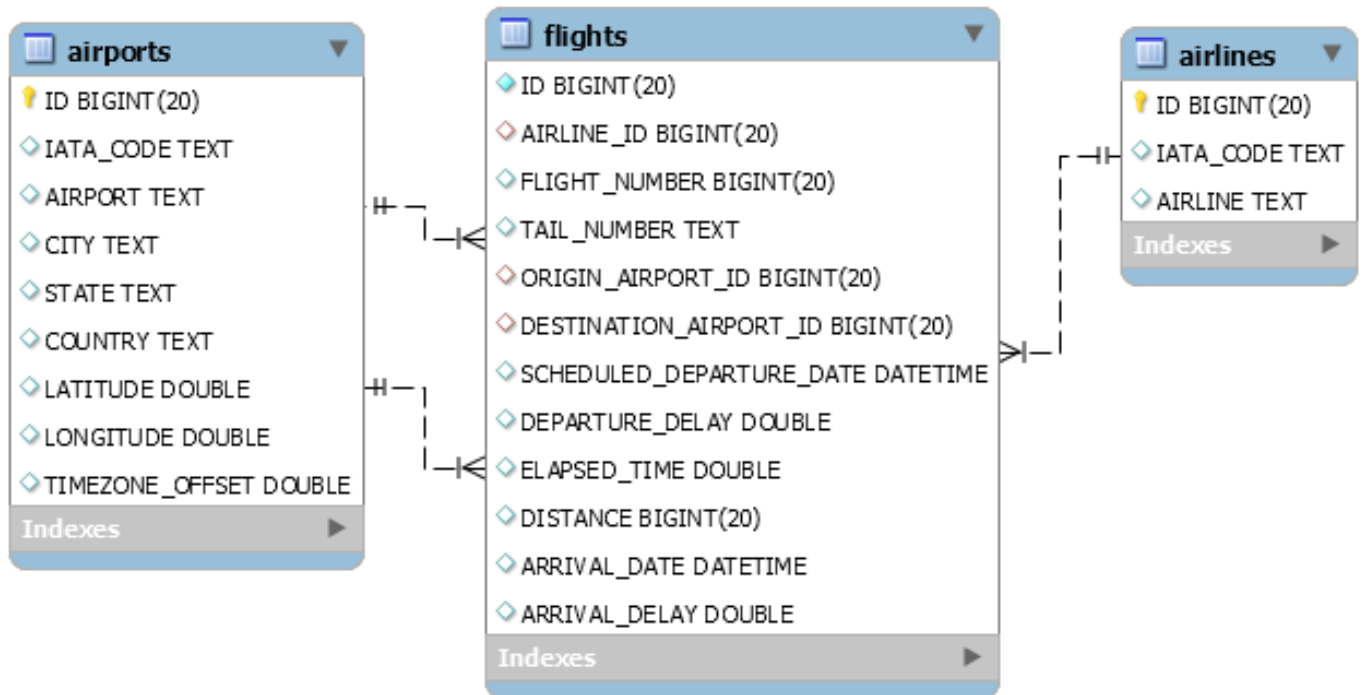 airports
ID BIGINT(20)
IATA_CODE TEXT
AIRPORT TEXT
CITY TEXT
STATE TEXT
COUNTRY TEXT
LATITUDE DOUBLE
LONGITUDE DOUBLE
TIMEZONE_OFFSET DOUBLE
Indexes
flights
ID BIGINT(20)
AIRLINE_ID BIGINT(20)
FLIGHT_NUMBER BIGINT(20)
TAIL_NUMBER TEXT
ORIGIN_AIRPORT_ID BIGINT(20)
DESTINATION_AIRPORT_ID BIGINT(20)
SCHEDULED_DEPARTURE_DATE DATETIME
DEPARTURE_DELAY DOUBLE
ELAPSED_TIME DOUBLE
DISTANCE BIGINT(20)
ARRIVAL_DATE DATETIME
ARRIVAL_DELAY DOUBLE
Indexes
airlines
ID BIGINT(20)
IATA_CODE TEXT
AIRLINE TEXT
Indexes